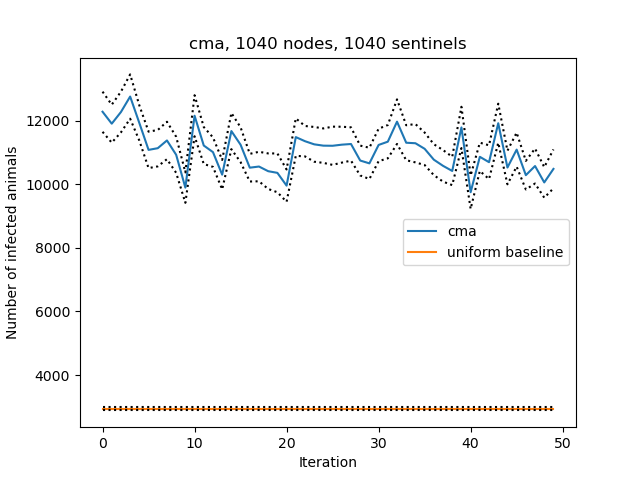 cma, 1040 nodes, 1040 sentinels
Number of infected animals
12000
10000
8000
6000
4000
cma
uniform baseline
0
10
20
30
40
50
Iteration